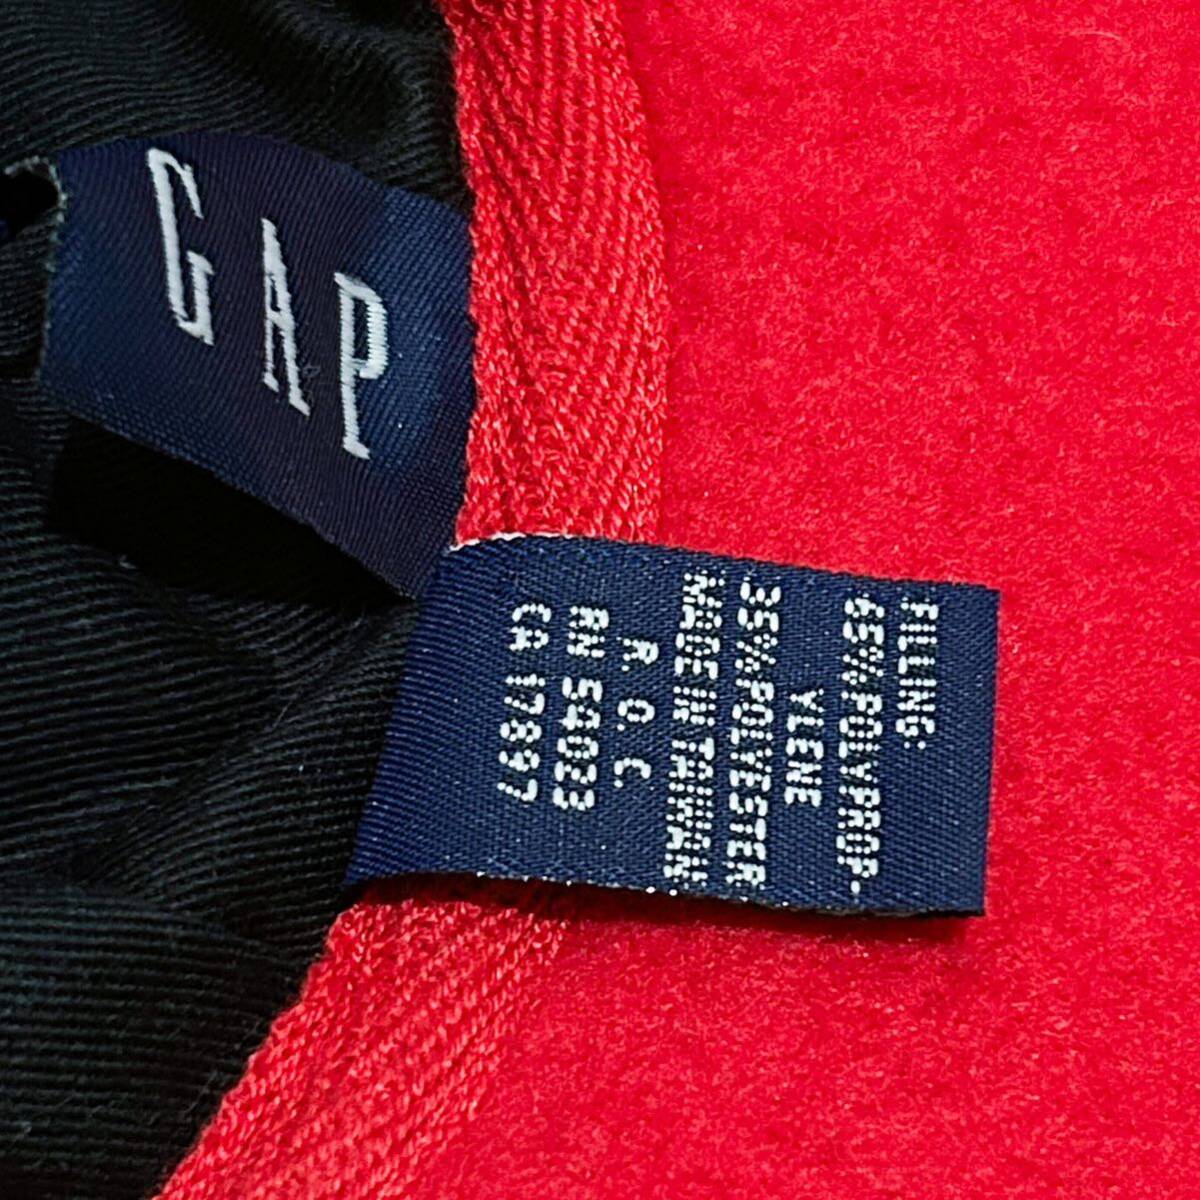 GAP
FILLING:
65% POLYPROP-
YLENE
35% POLYESTER
MADE IN TAIWAN
R.O.C.
RN 54023
CA 17897